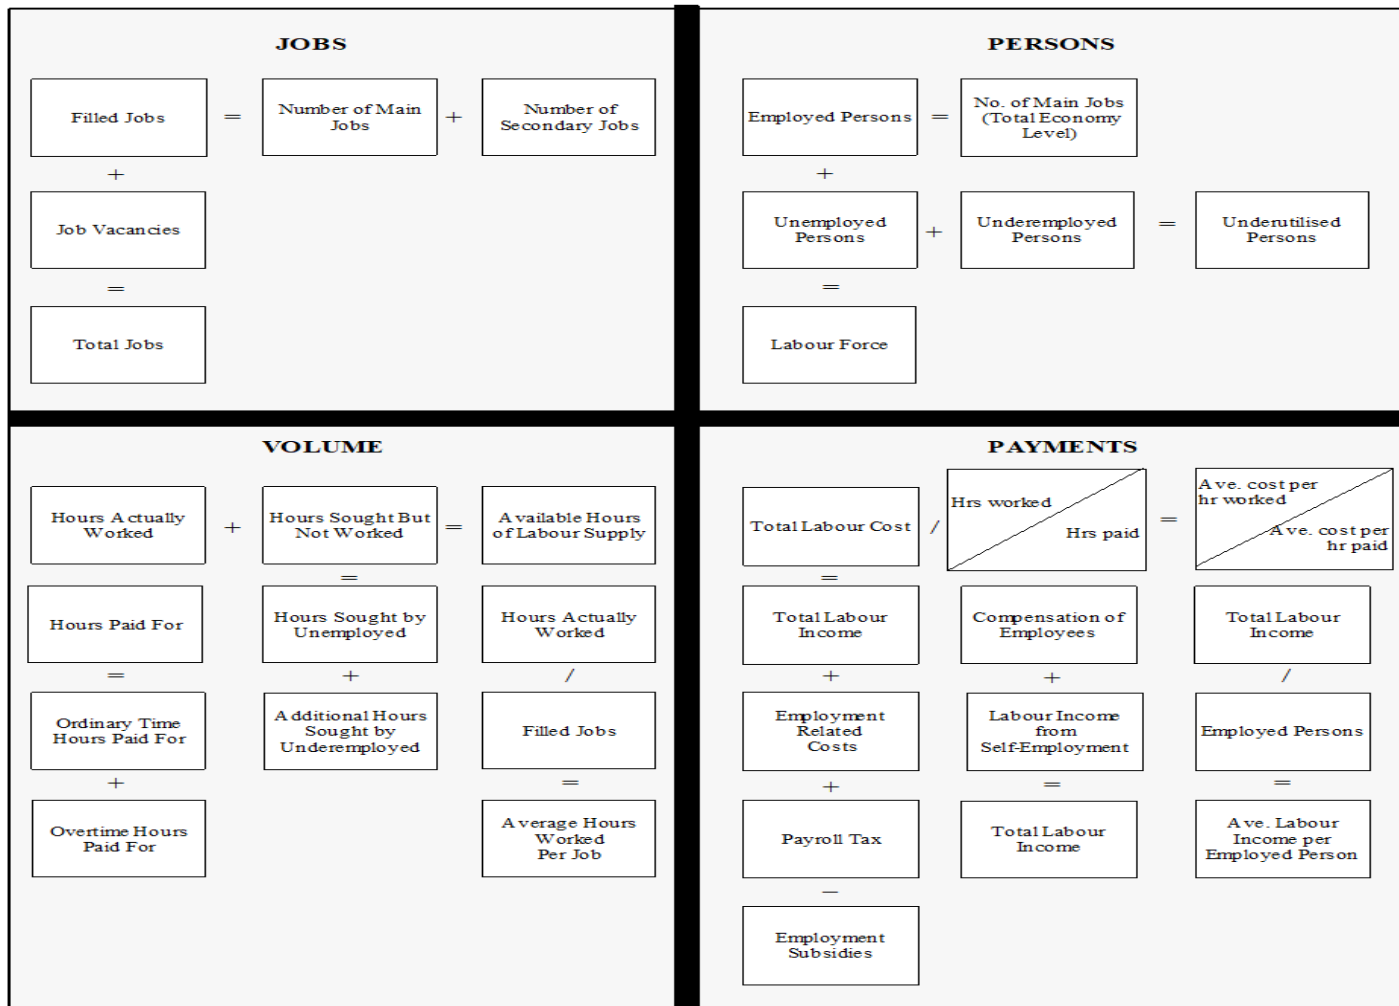 JOBS
Filled Jobs
=
Number of Main
Jobs
+
Number of
Secondary Jobs
+
Job Vacancies
=
Total Jobs
PERSONS
Employed Persons
=
No. of Main Jobs
(Total Economy
Level)
+
Unemployed
Persons
+
Underemployed
Persons
=
Underutilised
Persons
=
Labour Force
VOLUME
Hours Actually
Worked
+
Hours Sought But
Not Worked
=
Available Hours
of Labour Supply
Hours Paid For
=
Ordinary Time
Hours Paid For
+
Overtime Hours
Paid For
=
Hours Sought by
Unemployed
+
Additional Hours
Sought by
Underemployed
Hours Actually
Worked
/
Filled Jobs
=
Average Hours
Worked
Per Job
PAYMENTS
Total Labour Cost
/
Hrs worked
Hrs paid
=
Ave. cost per
hr worked
Ave. cost per
hr paid
=
Total Labour
Income
+
Employment
Related
Costs
+
Payroll Tax
–
Employment
Subsidies
Compensation of
Employees
+
Labour Income
from
Self-Employment
=
Total Labour
Income
Total Labour
Income
/
Employed Persons
=
Ave. Labour
Income per
Employed Person